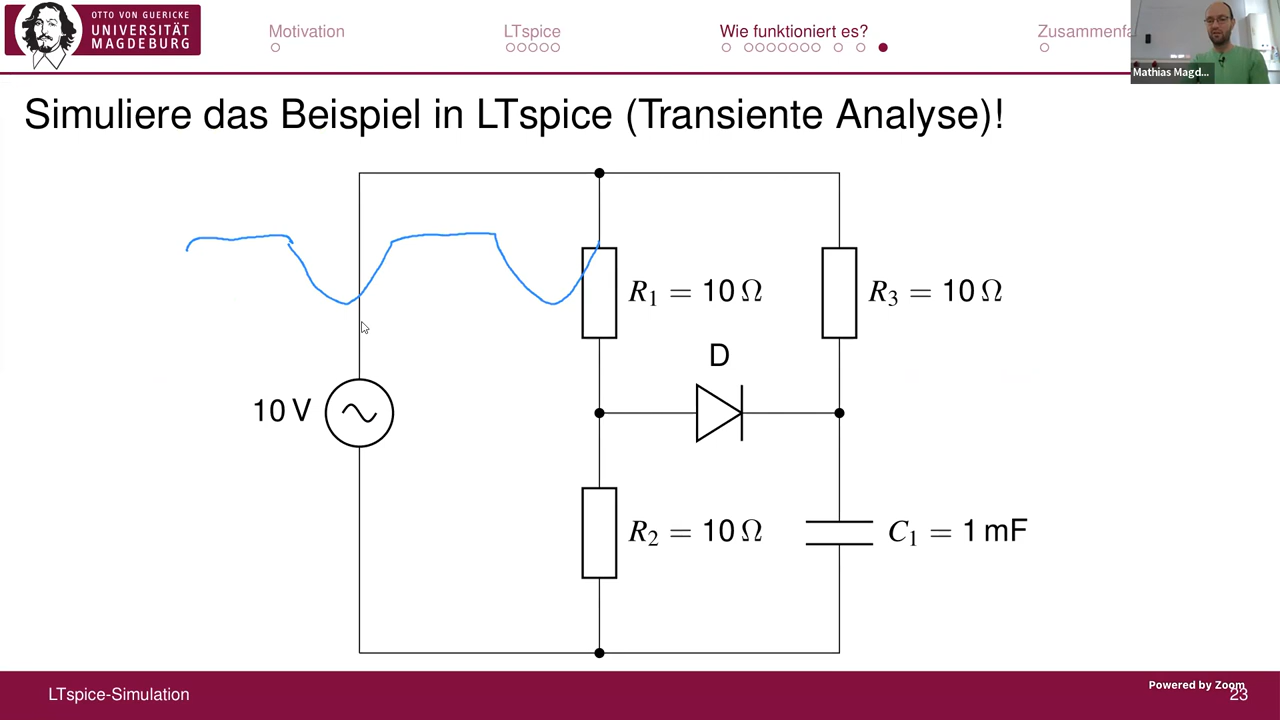 OTTO VON GUERICKE
UNIVERSITÄT
MAGDEBURG
Motivation
LTspice
Wie funktioniert es?
Zusammenfa
Mathias Magd...
Simuliere das Beispiel in LTspice (Transiente Analyse)!
R₁ = 10 Ω
R₃ = 10 Ω
D
10 V
R₂ = 10 Ω
C₁ = 1 mF
LTspice-Simulation
Powered by Zoom
23